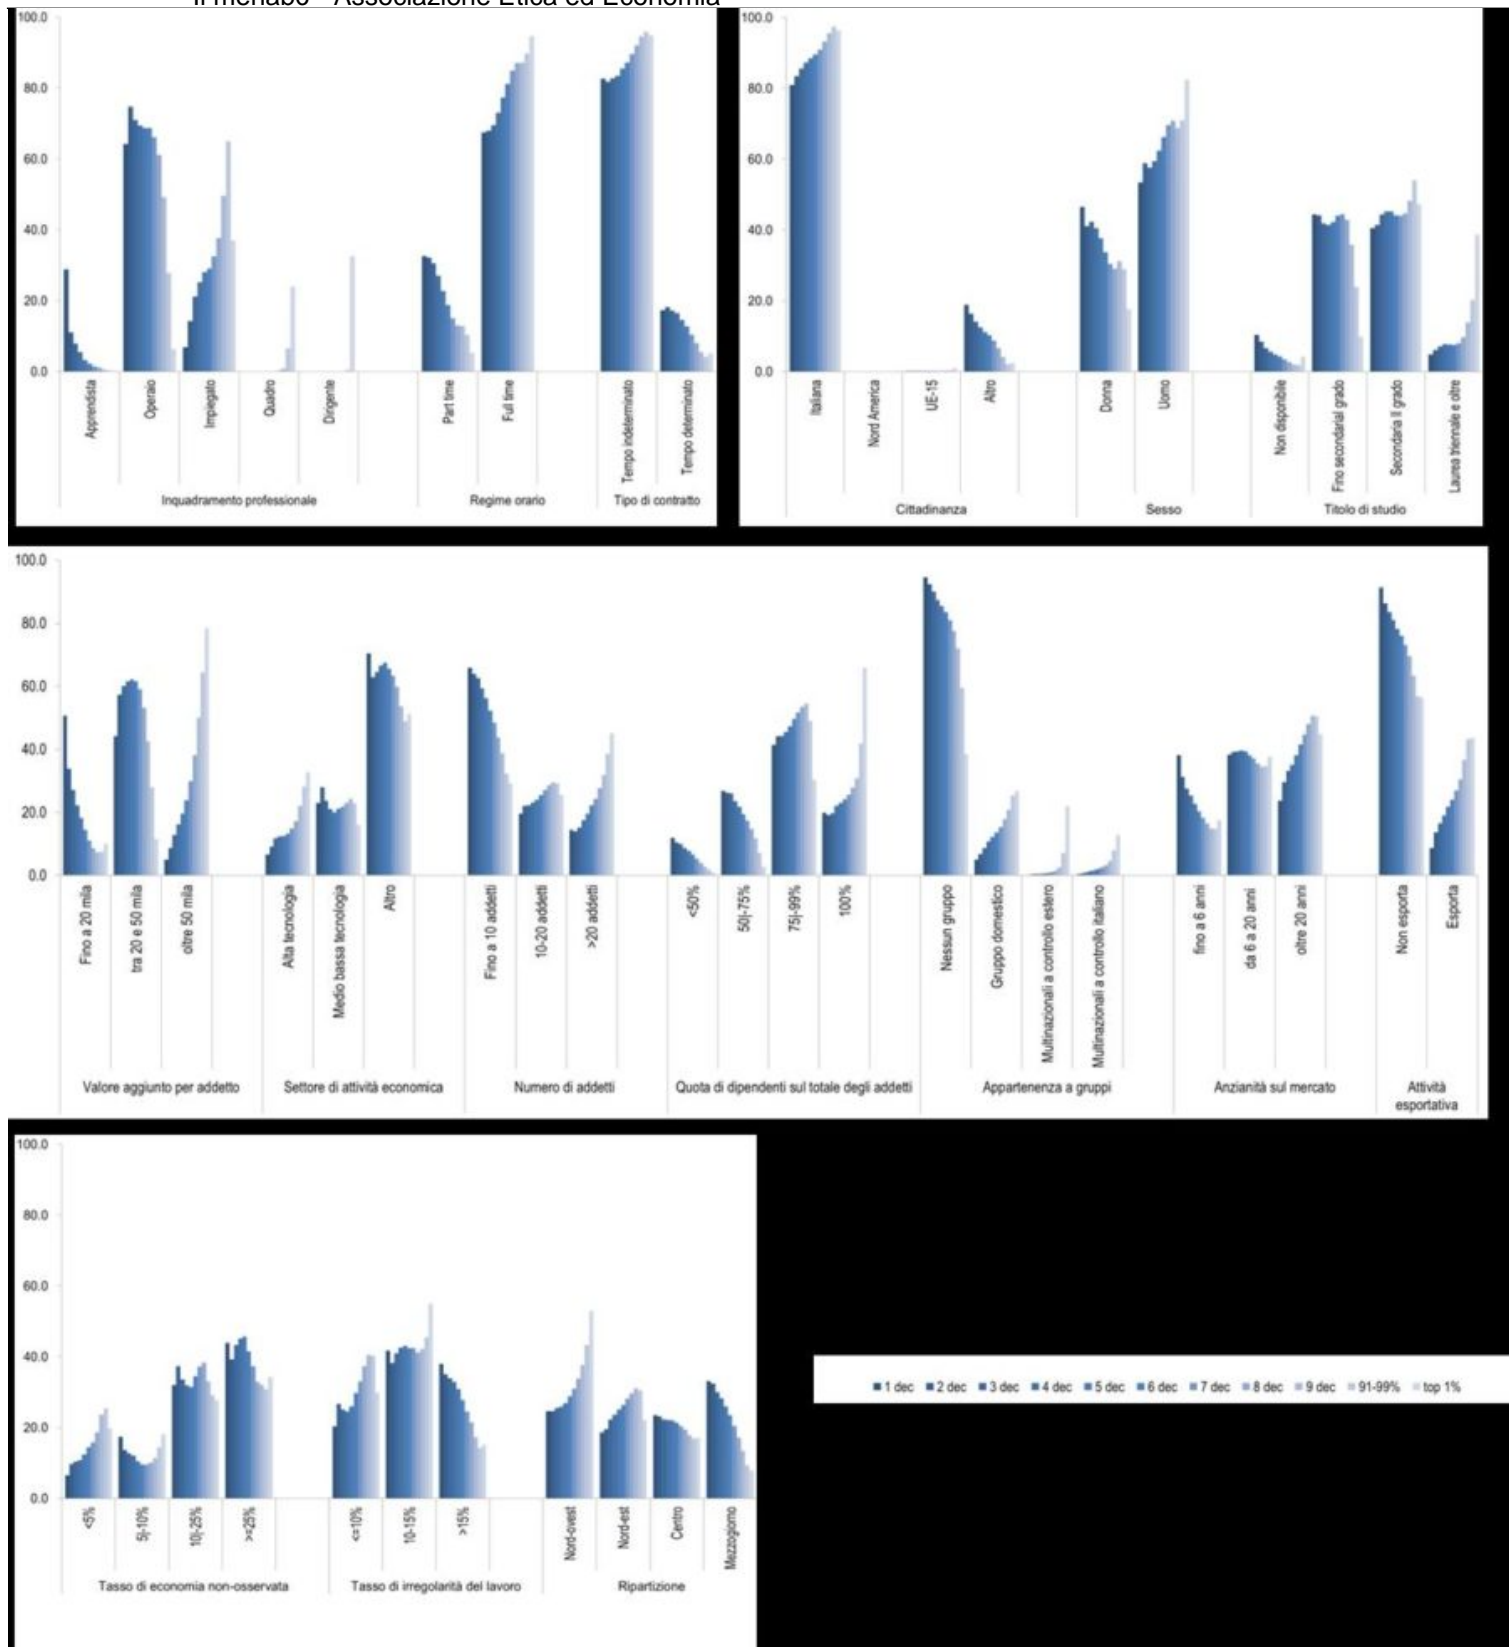 Il menabò - Associazione Etica ed Economia
100.0
80.0
60.0
40.0
20.0
0.0
Apprendista
Operaio
Impiegato
Quadro
Dirigente
Part time
Full time
Tempo indeterminato
Tempo determinato
Inquadramento professionale
Regime orario
Tipo di contratto
100.0
80.0
60.0
40.0
20.0
0.0
Italiana
Nord America
UE-15
Altro
Donna
Uomo
Non disponibile
Fino secondariaI grado
Secondaria II grado
Laurea triennale e oltre
Cittadinanza
Sesso
Titolo di studio
100.0
80.0
60.0
40.0
20.0
0.0
Fino a 20 mila
tra 20 e 50 mila
oltre 50 mila
Alta tecnologia
Medio bassa tecnologia
Altro
Fino a 10 addetti
10-20 addetti
>20 addetti
<50%
50|-75%
75|-99%
100%
Nessun gruppo
Gruppo domestico
Multinazionali a controllo estero
Multinazionali a controllo italiano
fino a 6 anni
da 6 a 20 anni
oltre 20 anni
Non esporta
Esporta
Valore aggiunto per addetto
Settore di attività economica
Numero di addetti
Quota di dipendenti sul totale degli addetti
Appartenenza a gruppi
Anzianità sul mercato
Attività
esportativa
100.0
80.0
60.0
40.0
20.0
0.0
<5%
5|-10%
10|-25%
>=25%
<=10%
10-15%
>15%
Nord-ovest
Nord-est
Centro
Mezzogiorno
Tasso di economia non-osservata
Tasso di irregolarità del lavoro
Ripartizione
1 dec 2 dec 3 dec 4 dec 5 dec 6 dec 7 dec 8 dec 9 dec 91-99% top 1%